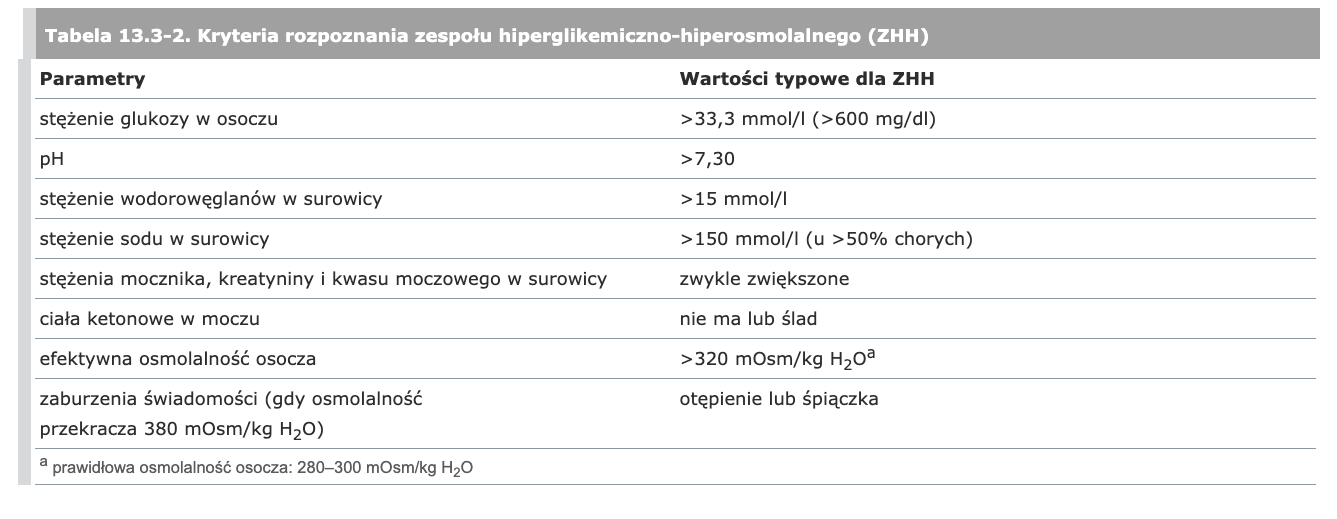 Tabela 13.3-2. Kryteria rozpoznania zespołu hiperglikemiczno-hiperosmolalnego (ZHH)
Parametry Wartości typowe dla ZHH
stężenie glukozy w osoczu >33,3 mmol/l (>600 mg/dl)
pH >7,30
stężenie wodorowęglanów w surowicy >15 mmol/l
stężenie sodu w surowicy >150 mmol/l (u >50% chorych)
stężenia mocznika, kreatyniny i kwasu moczowego w surowicy zwykle zwiększone
ciała ketonowe w moczu nie ma lub ślad
efektywna osmolalność osocza >320 mOsm/kg H₂Oᵃ
zaburzenia świadomości (gdy osmolalność otępienie lub śpiączka
przekracza 380 mOsm/kg H₂O)
ᵃ prawidłowa osmolalność osocza: 280–300 mOsm/kg H₂O